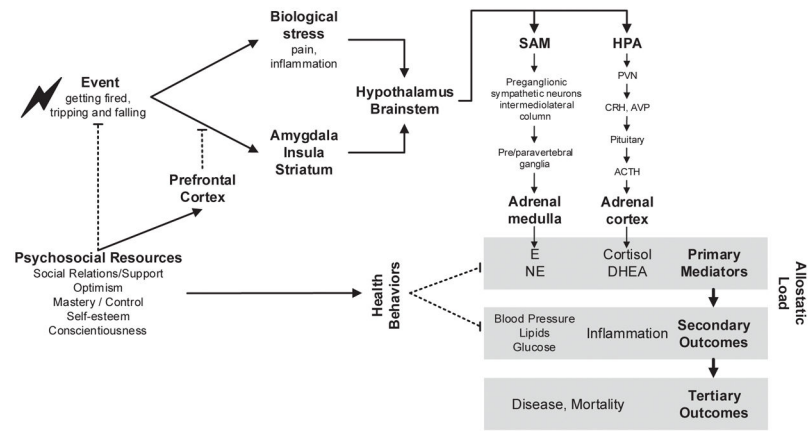 Biological
stress
pain,
inflammation
Event
getting fired,
tripping and falling
Hypothalamus
Brainstem
Amygdala
Insula
Striatum
Prefrontal
Cortex
SAM
Preganglionic
sympathetic neurons
intermediolateral
column
Pre/paravertebral
ganglia
Adrenal
medulla
HPA
PVN
CRH, AVP
Pituitary
ACTH
Adrenal
cortex
Psychosocial Resources
Social Relations/Support
Optimism
Mastery / Control
Self-esteem
Conscientiousness
Health
Behaviors
E
NE
Cortisol
DHEA
Primary
Mediators
Blood Pressure
Lipids
Glucose
Inflammation
Secondary
Outcomes
Disease, Mortality
Tertiary
Outcomes
Allostatic
Load